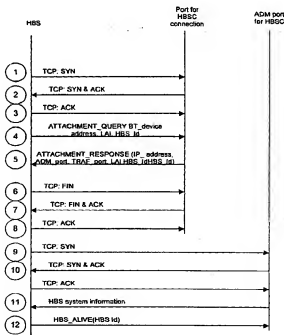 HBS
Port for
HBSC
connection
ADM port
for HBSC
1
TCP: SYN
2
TCP: SYN & ACK
3
TCP: ACK
4
ATTACHMENT_QUERY BT_device
address, LAI, HBS_Id
5
ATTACHMENT_RESPONSE (IP_ address,
ADM_port, TRAF_port, LAI HBS_IdHBS_Id)
6
TCP: FIN
7
TCP: FIN & ACK
8
TCP: ACK
9
TCP: SYN
10
TCP: SYN & ACK
TCP: ACK
11
HBS system information
12
HBS_ALIVE(HBS Id)